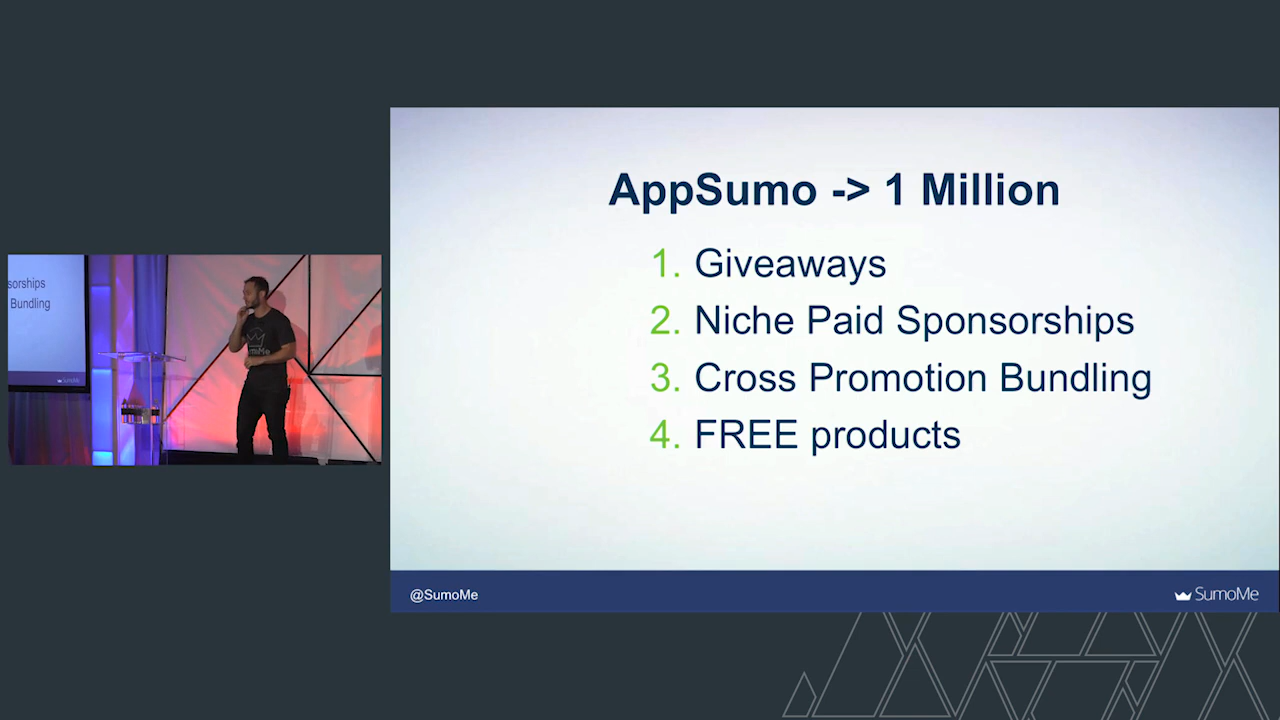 AppSumo -> 1 Million
1. Giveaways
2. Niche Paid Sponsorships
3. Cross Promotion Bundling
4. FREE products
@SumoMe
SumoMe
sorships
Bundling
SumoMe